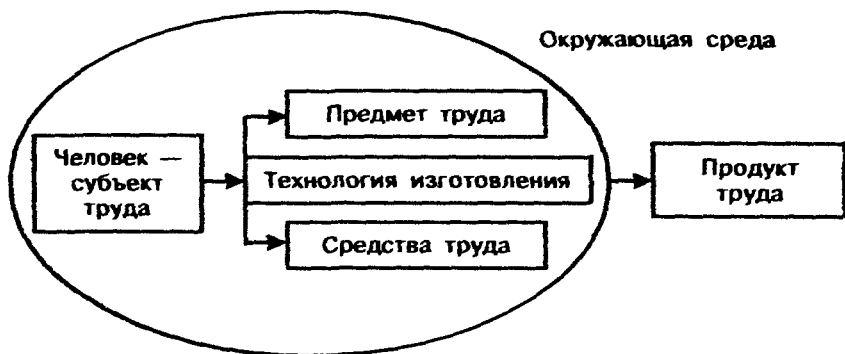 Окружающая среда
Предмет труда
Человек —
субъект
труда
Технология изготовления
Средства труда
Продукт
труда